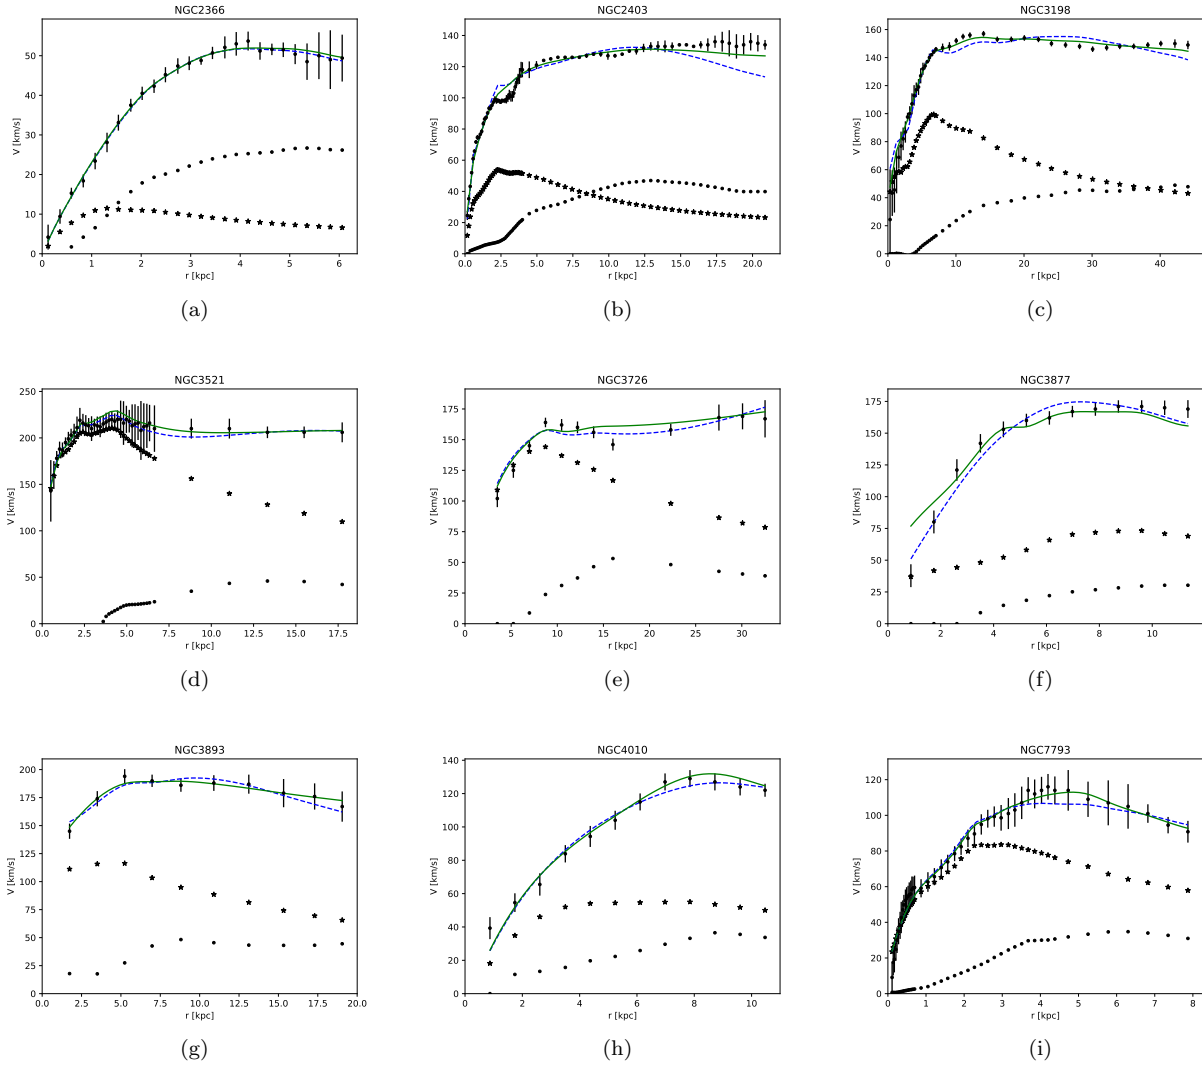 NGC2366
V [km/s]
50
40
30
20
10
0
0 1 2 3 4 5 6
r [kpc]
(a)
NGC2403
V [km/s]
140
120
100
80
60
40
20
0
0.0 2.5 5.0 7.5 10.0 12.5 15.0 17.5 20.0
r [kpc]
(b)
NGC3198
V [km/s]
160
140
120
100
80
60
40
20
0
0 10 20 30 40
r [kpc]
(c)
NGC3521
V [km/s]
250
200
150
100
50
0
0.0 2.5 5.0 7.5 10.0 12.5 15.0 17.5
r [kpc]
(d)
NGC3726
V [km/s]
175
150
125
100
75
50
25
0
0 5 10 15 20 25 30
r [kpc]
(e)
NGC3877
V [km/s]
175
150
125
100
75
50
25
0
0 2 4 6 8 10
r [kpc]
(f)
NGC3893
V [km/s]
200
175
150
125
100
75
50
25
0
0.0 2.5 5.0 7.5 10.0 12.5 15.0 17.5 20.0
r [kpc]
(g)
NGC4010
V [km/s]
140
120
100
80
60
40
20
0
0 2 4 6 8 10
r [kpc]
(h)
NGC7793
V [km/s]
120
100
80
60
40
20
0
0 1 2 3 4 5 6 7 8
r [kpc]
(i)